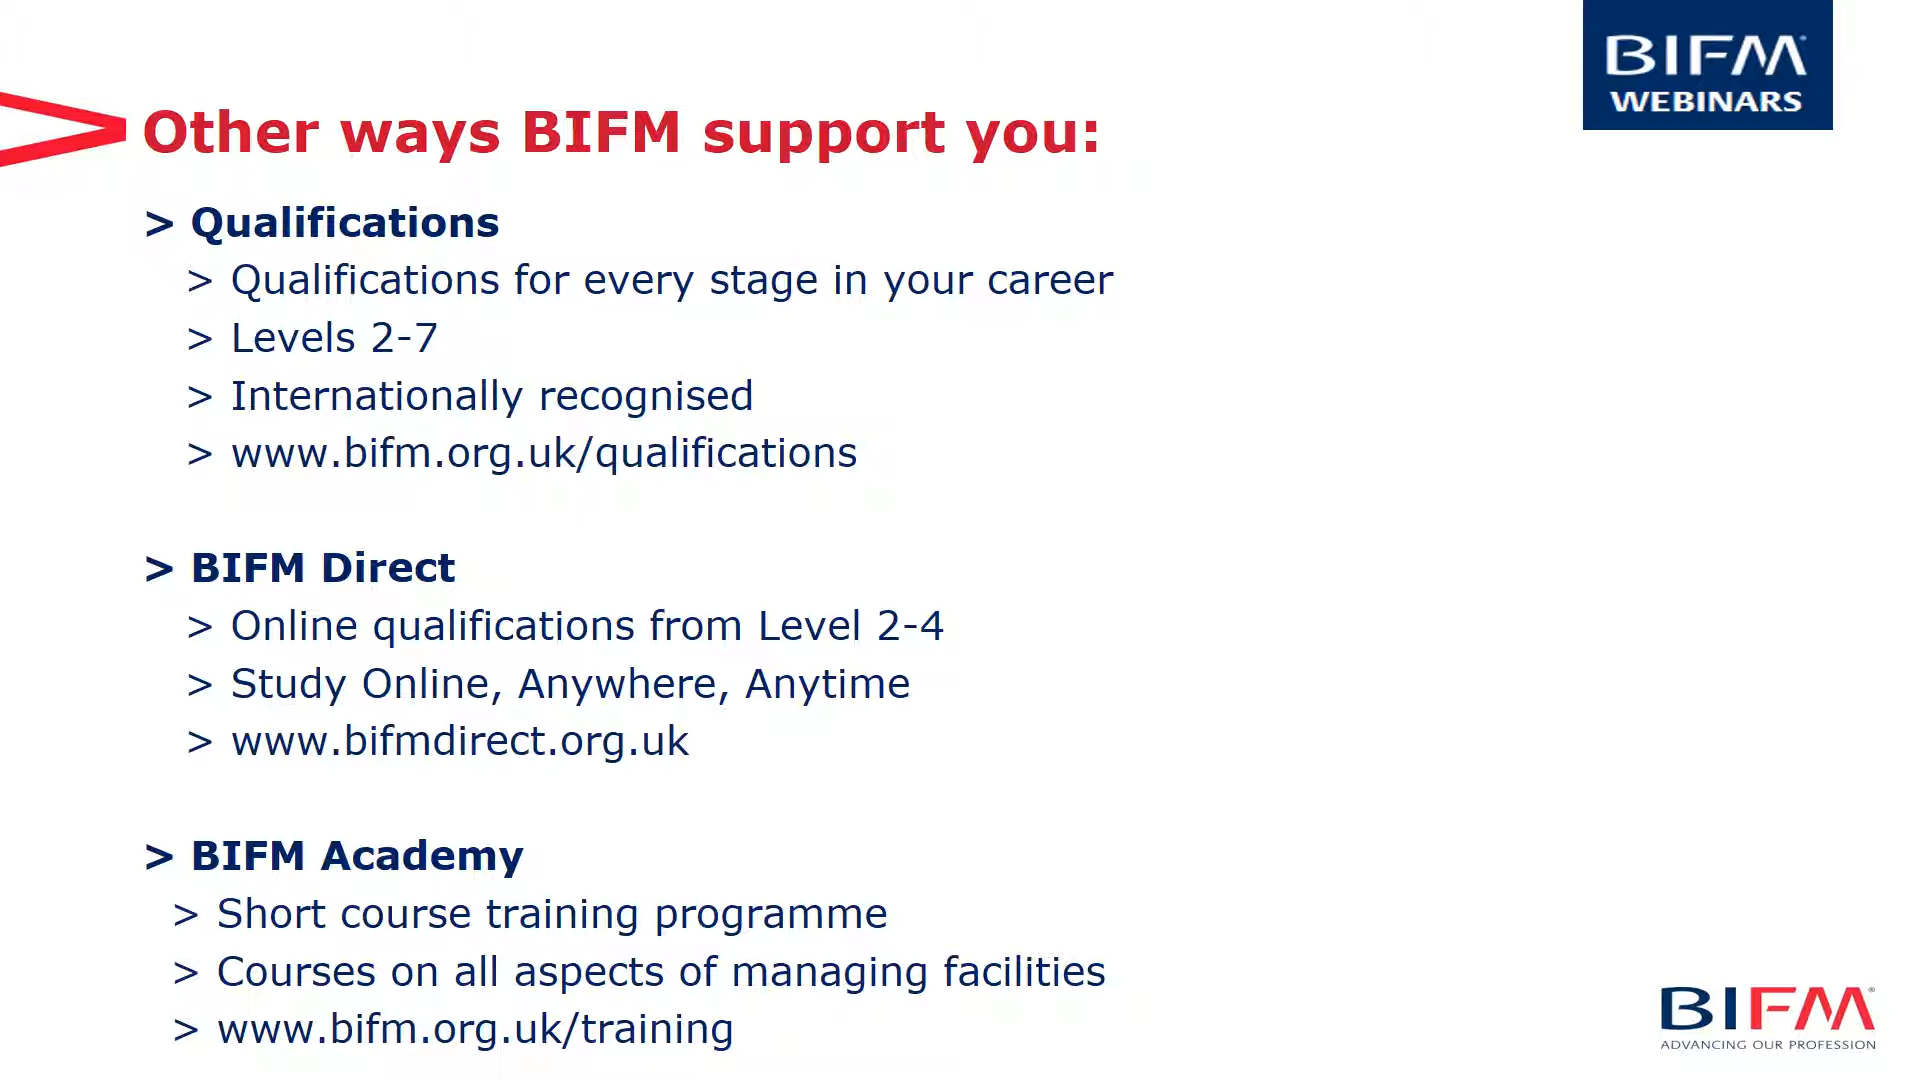 BIFM
WEBINARS
Other ways BIFM support you:
> Qualifications
> Qualifications for every stage in your career
> Levels 2-7
> Internationally recognised
> www.bifm.org.uk/qualifications
> BIFM Direct
> Online qualifications from Level 2-4
> Study Online, Anywhere, Anytime
> www.bifmdirect.org.uk
> BIFM Academy
> Short course training programme
> Courses on all aspects of managing facilities
> www.bifm.org.uk/training
BIFM®
ADVANCING OUR PROFESSION